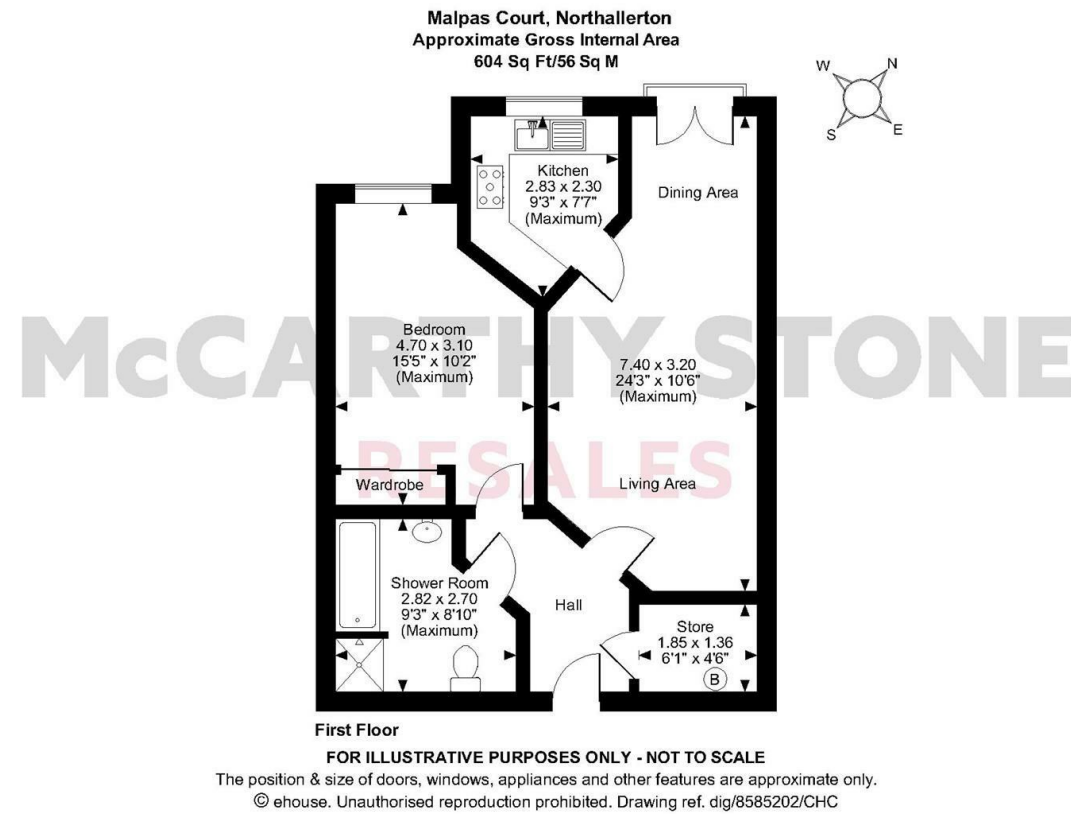 Malpas Court, Northallerton
Approximate Gross Internal Area
604 Sq Ft/56 Sq M
W
N
S
E
Kitchen
2.83 x 2.30
9'3" x 7'7"
(Maximum)
Dining Area
McCARTHY STONE
RESALES
Bedroom
4.70 x 3.10
15'5" x 10'2"
(Maximum)
7.40 x 3.20
24'3" x 10'6"
(Maximum)
Wardrobe
Living Area
Shower Room
2.82 x 2.70
9'3" x 8'10"
(Maximum)
Hall
Store
1.85 x 1.36
6'1" x 4'6"
B
First Floor
FOR ILLUSTRATIVE PURPOSES ONLY - NOT TO SCALE
The position & size of doors, windows, appliances and other features are approximate only.
© ehouse. Unauthorised reproduction prohibited. Drawing ref. dig/8585202/CHC